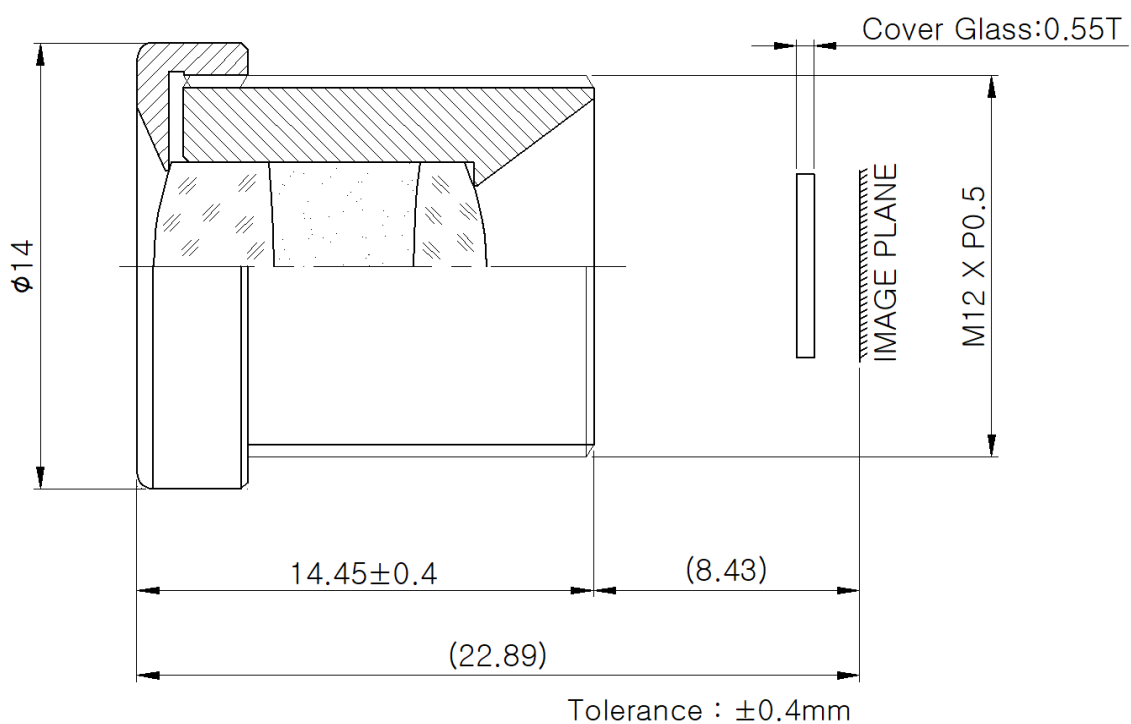 Cover Glass:0.55T
ϕ14
IMAGE PLANE
M12 X P0.5
14.45±0.4
(8.43)
(22.89)
Tolerance : ±0.4mm